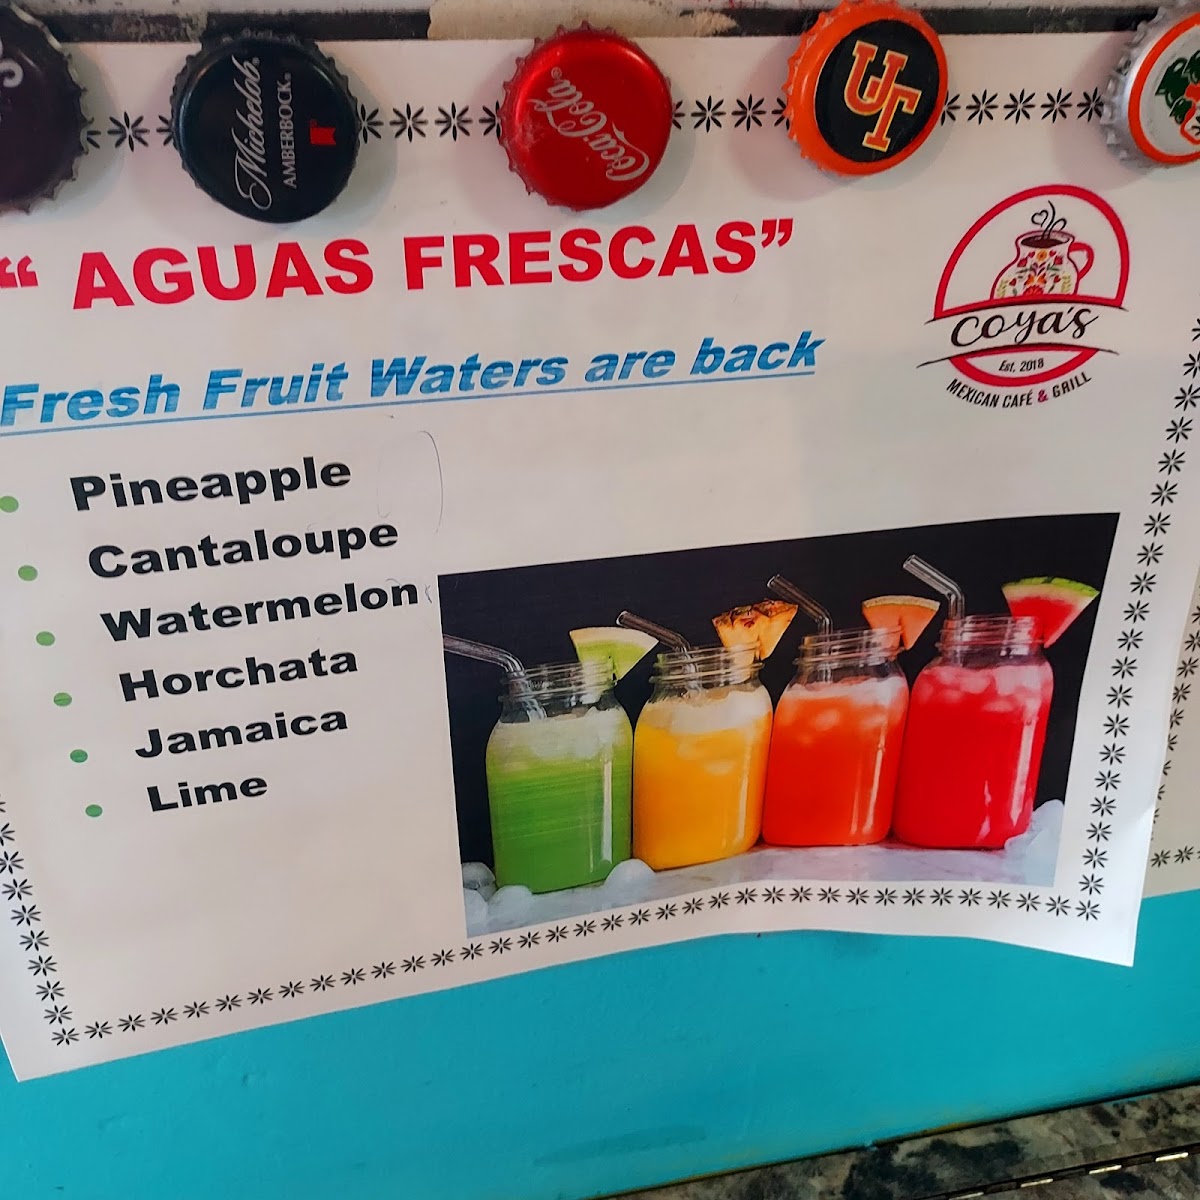 Michelob®
AMBERBOCK®
Coca-Cola®
UT
“ AGUAS FRESCAS”
Fresh Fruit Waters are back
Coya's
Est. 2018
MEXICAN CAFÉ & GRILL
Pineapple
Cantaloupe
Watermelon
Horchata
Jamaica
Lime